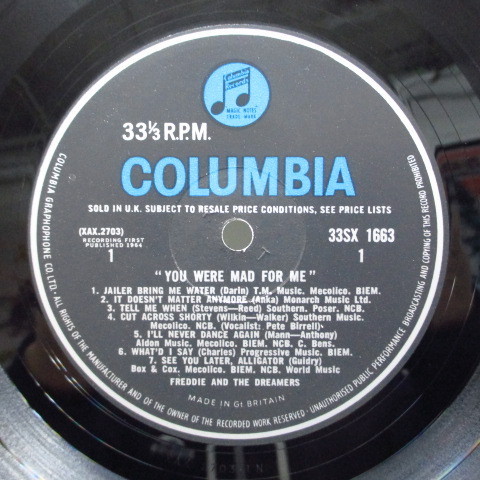 Columbia
Records
MAGIC NOTES
TRADE-MARK
33⅓ R.P.M.
COLUMBIA
SOLD IN U.K. SUBJECT TO RESALE PRICE CONDITIONS, SEE PRICE LISTS
(XAX.2703)
RECORDING FIRST
PUBLISHED 1964
1
33SX 1663
1
"YOU WERE MAD FOR ME"
1. JAILER BRING ME WATER (Darin) T.M. Music. Mecolico. BIEM.
2. IT DOESN'T MATTER ANYMORE (Anka) Monarch Music Ltd.
3. TELL ME WHEN (Stevens—Reed) Southern. Poser. NCB.
4. CUT ACROSS SHORTY (Wilkin—Walker) Southern Music.
Mecolico. NCB. (Vocalist: Pete Birrell)·
5. I'LL NEVER DANCE AGAIN (Mann—Anthony)
Aldon Music. Mecolico. BIEM. NCB. C. Bens.
6. WHAT'D I SAY (Charles) Progressive Music. BIEM.
7. SEE YOU LATER, ALLIGATOR (Guidry)
Box & Cox. Mecolico. BIEM. NCB. World Music
FREDDIE AND THE DREAMERS
MADE IN Gt BRITAIN
COLUMBIA GRAPHOPHONE CO. LTD. · ALL RIGHTS OF THE MANUFACTURER AND OF THE OWNER OF THE RECORDED WORK RESERVED · UNAUTHORISED PUBLIC PERFORMANCE BROADCASTING AND COPYING OF THIS RECORD PROHIBITED